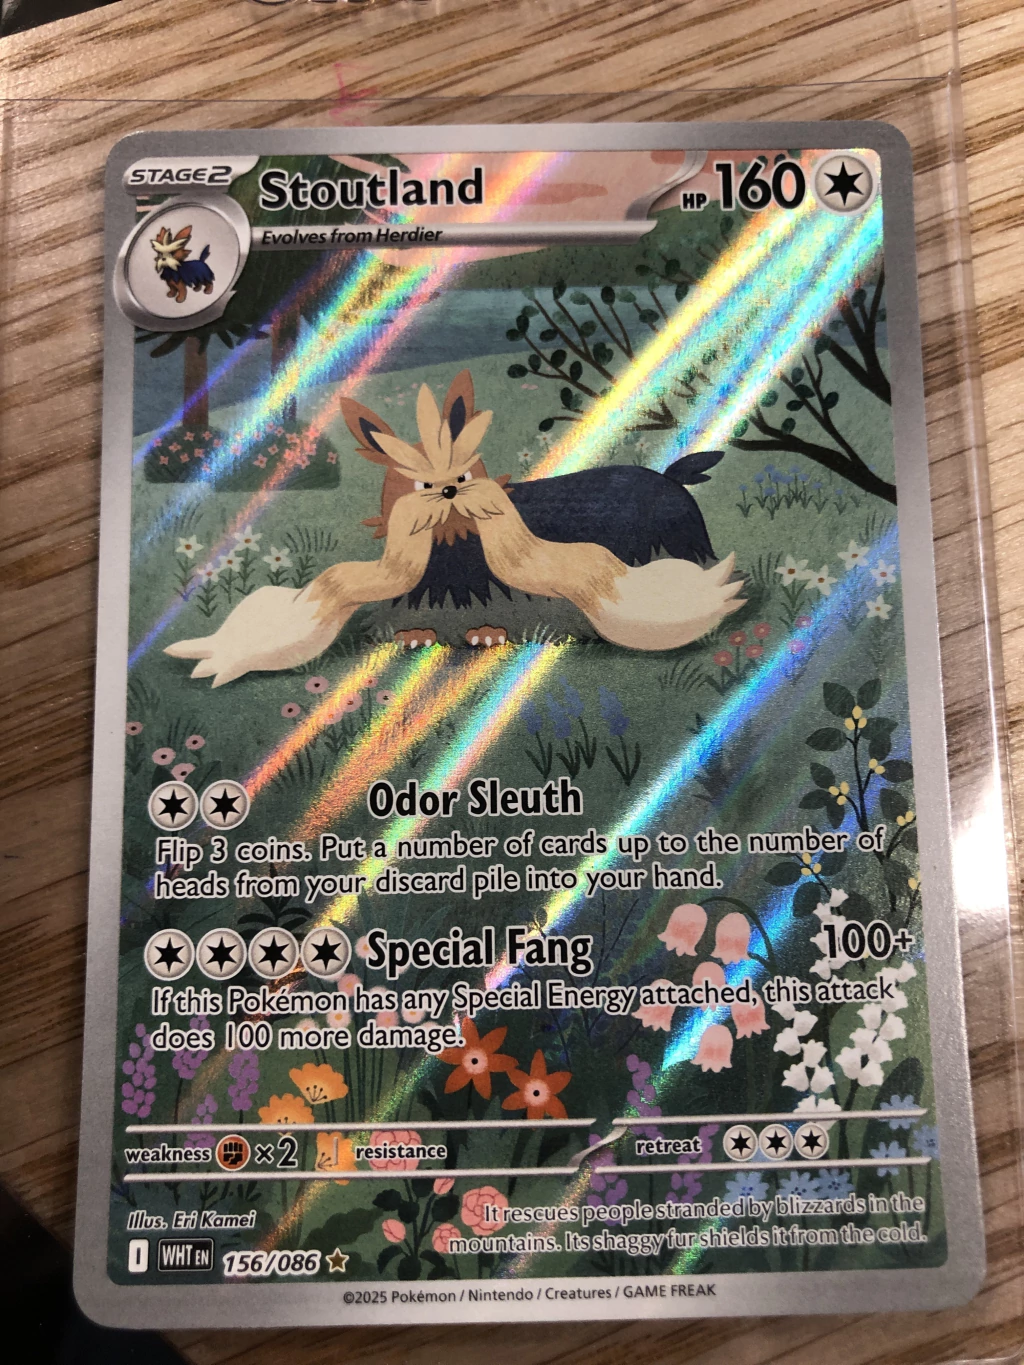 STAGE2 Stoutland HP 160
Evolves from Herdier
Odor Sleuth
Flip 3 coins. Put a number of cards up to the number of
heads from your discard pile into your hand.
Special Fang 100+
If this Pokémon has any Special Energy attached, this attack
does 100 more damage.
weakness ×2 resistance retreat
Illus. Eri Kamei
It rescues people stranded by blizzards in the
mountains. Its shaggy fur shields it from the cold.
I WHT EN 156/086
©2025 Pokémon / Nintendo / Creatures / GAME FREAK